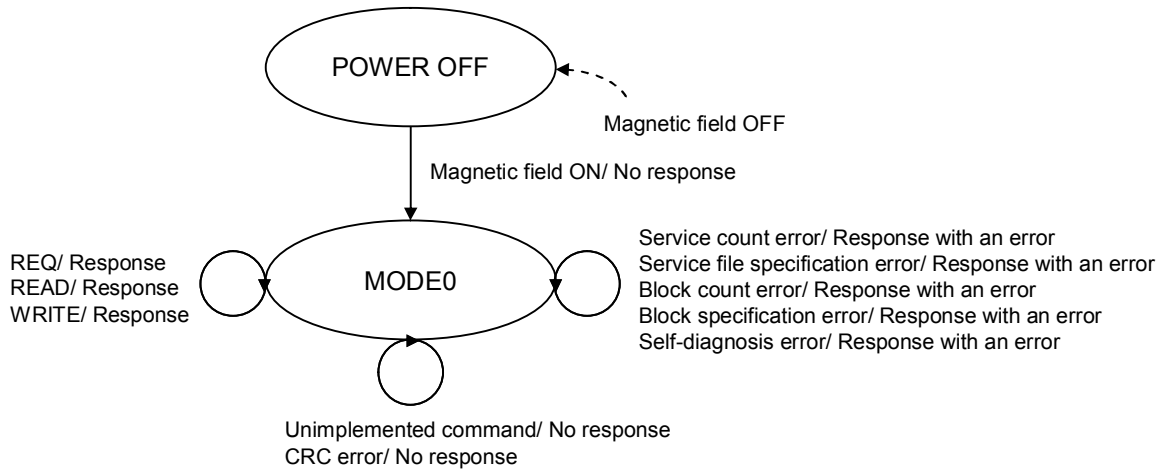 POWER OFF
Magnetic field OFF
Magnetic field ON/ No response
REQ/ Response
READ/ Response
WRITE/ Response
MODE0
Service count error/ Response with an error
Service file specification error/ Response with an error
Block count error/ Response with an error
Block specification error/ Response with an error
Self-diagnosis error/ Response with an error
Unimplemented command/ No response
CRC error/ No response